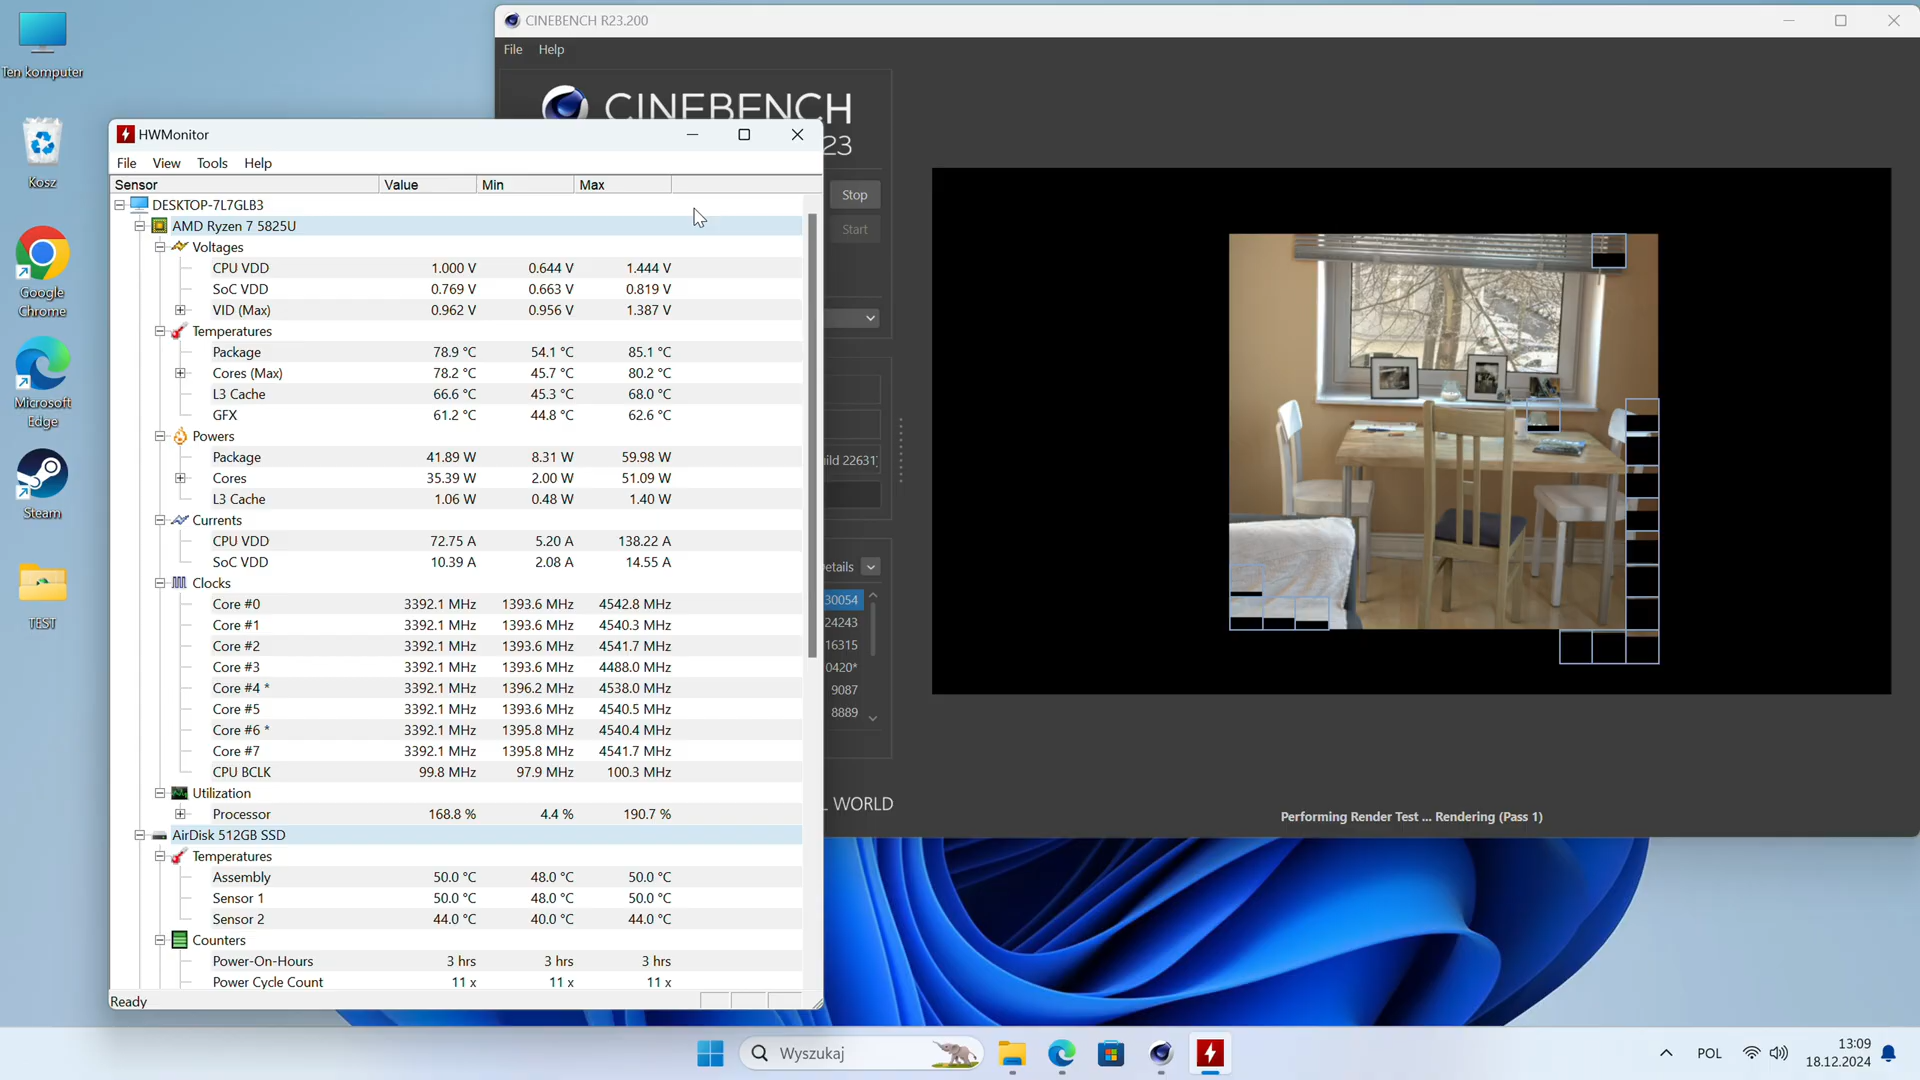 Ten komputer
Kosz
Google
Chrome
Microsoft
Edge
Steam
TEST
CINEBENCH R23.200
File Help
CINEBENCH
23
Stop
Start
ild 22631
Details
30054
24243
16315
0420*
9087
8889
L WORLD
Performing Render Test ... Rendering (Pass 1)
HWMonitor
File View Tools Help
Sensor Value Min Max
DESKTOP-7L7GLB3
AMD Ryzen 7 5825U
Voltages
CPU VDD 1.000 V 0.644 V 1.444 V
SoC VDD 0.769 V 0.663 V 0.819 V
VID (Max) 0.962 V 0.956 V 1.387 V
Temperatures
Package 78.9 °C 54.1 °C 85.1 °C
Cores (Max) 78.2 °C 45.7 °C 80.2 °C
L3 Cache 66.6 °C 45.3 °C 68.0 °C
GFX 61.2 °C 44.8 °C 62.6 °C
Powers
Package 41.89 W 8.31 W 59.98 W
Cores 35.39 W 2.00 W 51.09 W
L3 Cache 1.06 W 0.48 W 1.40 W
Currents
CPU VDD 72.75 A 5.20 A 138.22 A
SoC VDD 10.39 A 2.08 A 14.55 A
Clocks
Core #0 3392.1 MHz 1393.6 MHz 4542.8 MHz
Core #1 3392.1 MHz 1393.6 MHz 4540.3 MHz
Core #2 3392.1 MHz 1393.6 MHz 4541.7 MHz
Core #3 3392.1 MHz 1393.6 MHz 4488.0 MHz
Core #4 * 3392.1 MHz 1396.2 MHz 4538.0 MHz
Core #5 3392.1 MHz 1393.6 MHz 4540.5 MHz
Core #6 * 3392.1 MHz 1395.8 MHz 4540.4 MHz
Core #7 3392.1 MHz 1395.8 MHz 4541.7 MHz
CPU BCLK 99.8 MHz 97.9 MHz 100.3 MHz
Utilization
Processor 168.8 % 4.4 % 190.7 %
AirDisk 512GB SSD
Temperatures
Assembly 50.0 °C 48.0 °C 50.0 °C
Sensor 1 50.0 °C 48.0 °C 50.0 °C
Sensor 2 44.0 °C 40.0 °C 44.0 °C
Counters
Power-On-Hours 3 hrs 3 hrs 3 hrs
Power Cycle Count 11 x 11 x 11 x
Ready
Wyszukaj
POL
13:09
18.12.2024